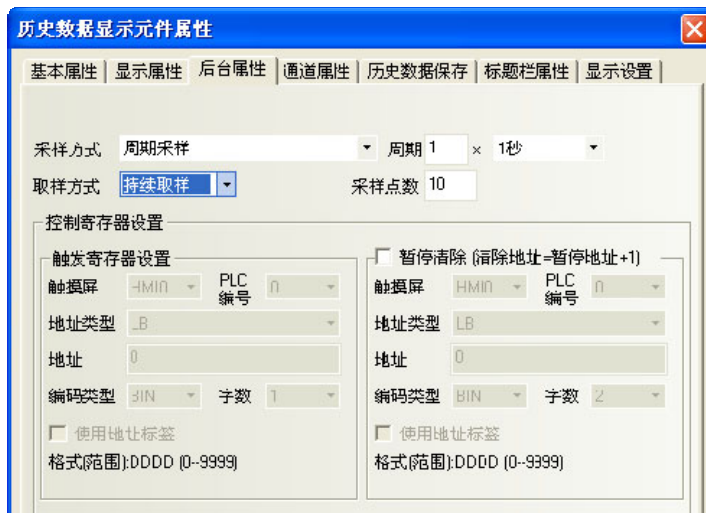 历史数据显示元件属性
基本属性 显示属性 后台属性 通道属性 历史数据保存 标题栏属性 显示设置
采样方式 周期采样 周期 1 × 1秒
取样方式 持续取样 采样点数 10
控制寄存器设置
触发寄存器设置
触摸屏 HMI0 PLC编号 0
地址类型 LB
地址 0
编码类型 BIN 字数 1
使用地址标签
格式(范围):DDDD (0--9999)
暂停清除 (清除地址=暂停地址+1)
触摸屏 HMI0 PLC编号 0
地址类型 LB
地址 0
编码类型 BIN 字数 2
使用地址标签
格式(范围):DDDD (0--9999)